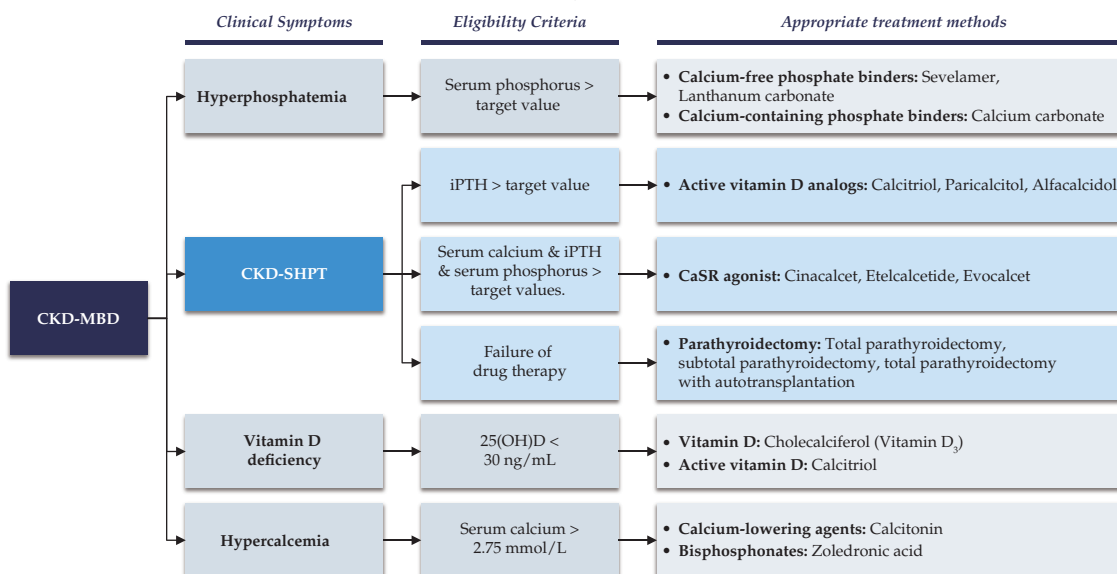 Clinical Symptoms
Eligibility Criteria
Appropriate treatment methods
CKD-MBD
Hyperphosphatemia
Serum phosphorus >
target value
• Calcium-free phosphate binders: Sevelamer,
Lanthanum carbonate
• Calcium-containing phosphate binders: Calcium carbonate
CKD-SHPT
iPTH > target value
• Active vitamin D analogs: Calcitriol, Paricalcitol, Alfacalcidol
Serum calcium & iPTH
& serum phosphorus >
target values.
• CaSR agonist: Cinacalcet, Etelcalcetide, Evocalcet
Failure of
drug therapy
• Parathyroidectomy: Total parathyroidectomy,
subtotal parathyroidectomy, total parathyroidectomy
with autotransplantation
Vitamin D
deficiency
25(OH)D <
30 ng/mL
• Vitamin D: Cholecalciferol (Vitamin D₃)
• Active vitamin D: Calcitriol
Hypercalcemia
Serum calcium >
2.75 mmol/L
• Calcium-lowering agents: Calcitonin
• Bisphosphonates: Zoledronic acid